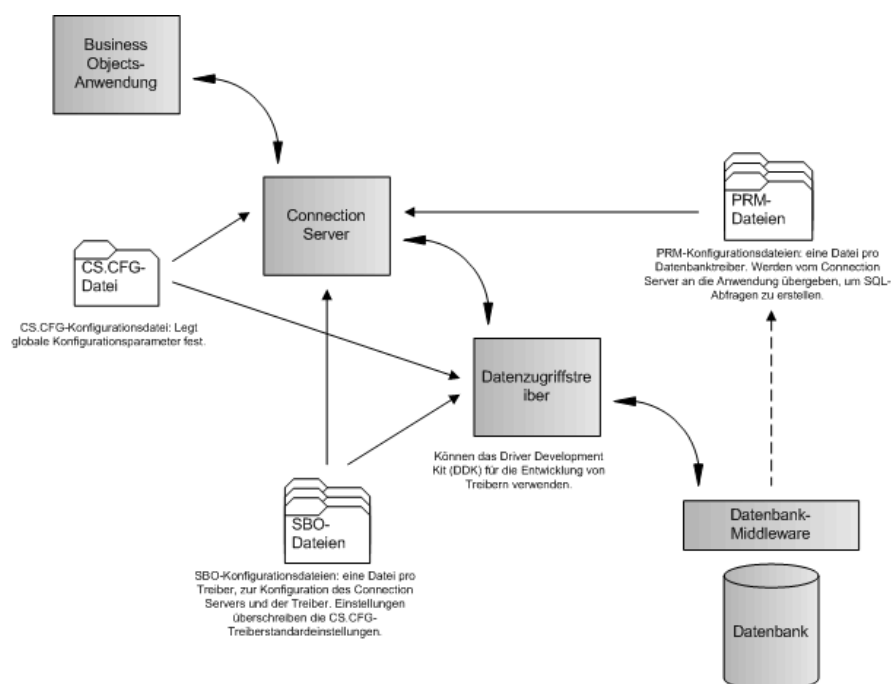 Business
Objects-
Anwendung
Connection
Server
PRM-
Dateien
PRM-Konfigurationsdateien: eine Datei pro
Datenbanktreiber. Werden vom Connection
Server an die Anwendung übergeben, um SQL-
Abfragen zu erstellen.
CS.CFG-
Datei
CS.CFG-Konfigurationsdatei: Legt
globale Konfigurationsparameter fest.
Datenzugriffstre
iber
Können das Driver Development
Kit (DDK) für die Entwicklung von
Treibern verwenden.
SBO-
Dateien
SBO-Konfigurationsdateien: eine Datei pro
Treiber, zur Konfiguration des Connection
Servers und der Treiber. Einstellungen
überschreiben die CS.CFG-
Treiberstandardeinstellungen.
Datenbank-
Middleware
Datenbank